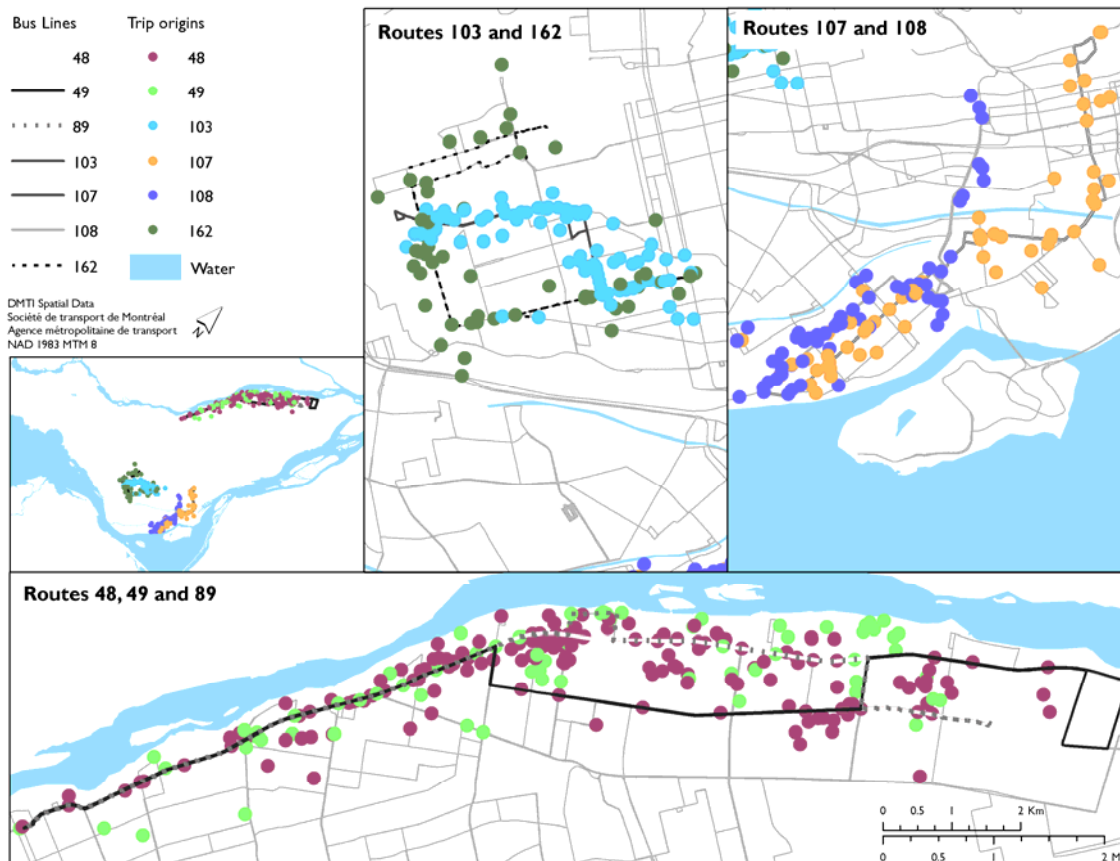 Bus Lines Trip origins
48 48
49 49
89 103
103 107
107 108
108 162
162 Water
DMTI Spatial Data
Société de transport de Montréal
Agence métropolitaine de transport
NAD 1983 MTM 8
N
Routes 103 and 162
Routes 107 and 108
Routes 48, 49 and 89
0 0.5 1 2 Km
0 0.5 1 2 M